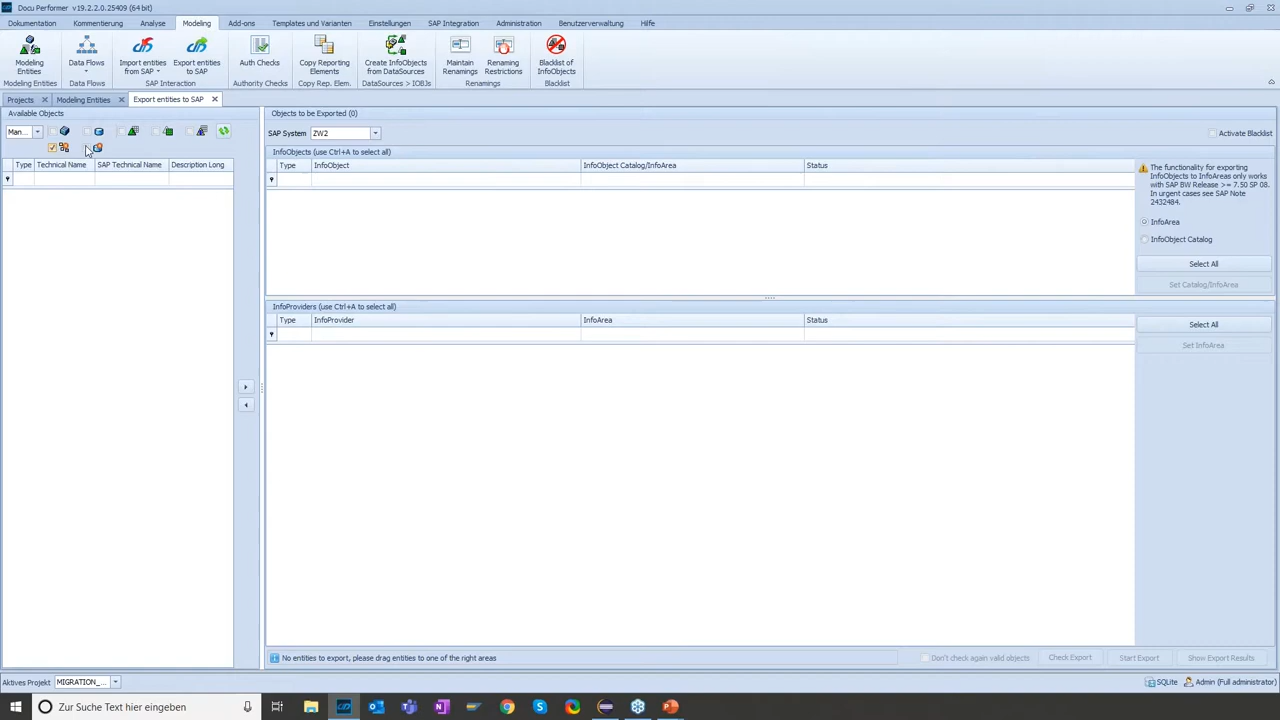 Docu Performer v19.2.2.0.25409 (64 bit)
Dokumentation Kommentierung Analyse Modeling Add-ons Templates und Varianten Einstellungen SAP Integration Administration Benutzerverwaltung Hilfe
Modeling Entities
Data Flows
Import entities from SAP
Export entities to SAP
Auth Checks
Copy Reporting Elements
Create InfoObjects from DataSources
Maintain Renamings
Renaming Restrictions
Blacklist of InfoObjects
Modeling Entities Data Flows SAP Interaction Authority Checks Copy Rep. Elem. DataSources > IOBJs Renamings Blacklist
Projects Modeling Entities Export entities to SAP
Available Objects
Objects to be Exported (0)
Man...
SAP System ZW2
Activate Blacklist
InfoObjects (use Ctrl+A to select all)
Type Technical Name SAP Technical Name Description Long
Type InfoObject InfoObject Catalog/InfoArea Status
The functionality for exporting
InfoObjects to InfoAreas only works
with SAP BW Release >= 7.50 SP 08.
In urgent cases see SAP Note
2432484.
InfoArea
InfoObject Catalog
Select All
Set Catalog/InfoArea
InfoProviders (use Ctrl+A to select all)
Type InfoProvider InfoArea Status
Select All
Set InfoArea
No entities to export, please drag entities to one of the right areas
Don't check again valid objects
Check Export
Start Export
Show Export Results
Aktives Projekt MIGRATION_...
SQLite Admin (Full administrator)
Zur Suche Text hier eingeben